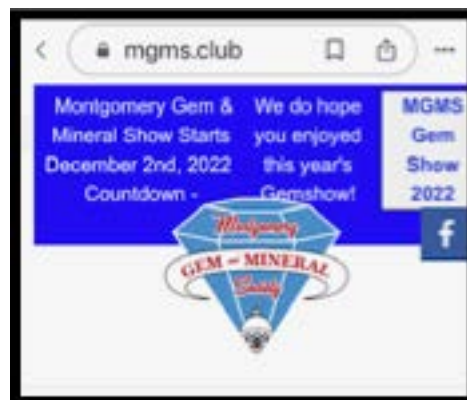 mgms.club
Montgomery Gem &
Mineral Show Starts
December 2nd, 2022
Countdown -
We do hope
you enjoyed
this year's
Gemshow!
MGMS
Gem
Show
2022
f
Montgomery
GEM AND MINERAL
Society